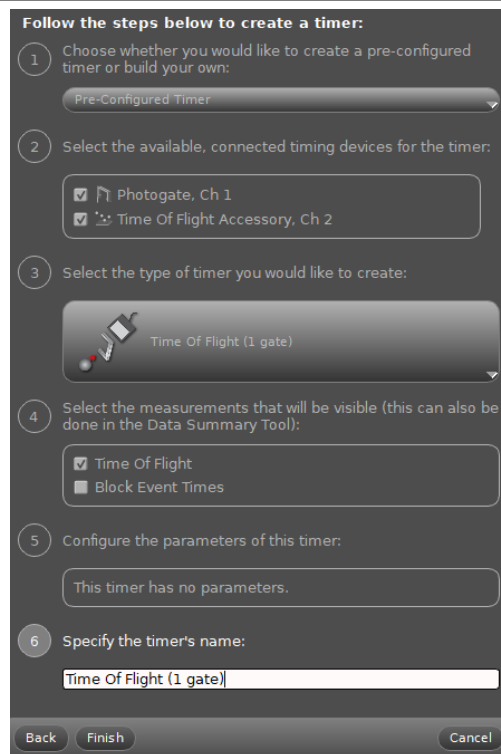 Follow the steps below to create a timer:
1
Choose whether you would like to create a pre-configured
timer or build your own:
Pre-Configured Timer
2
Select the available, connected timing devices for the timer:
Photogate, Ch 1
Time Of Flight Accessory, Ch 2
3
Select the type of timer you would like to create:
Time Of Flight (1 gate)
4
Select the measurements that will be visible (this can also be
done in the Data Summary Tool):
Time Of Flight
Block Event Times
5
Configure the parameters of this timer:
This timer has no parameters.
6
Specify the timer's name:
Time Of Flight (1 gate)
Back Finish Cancel